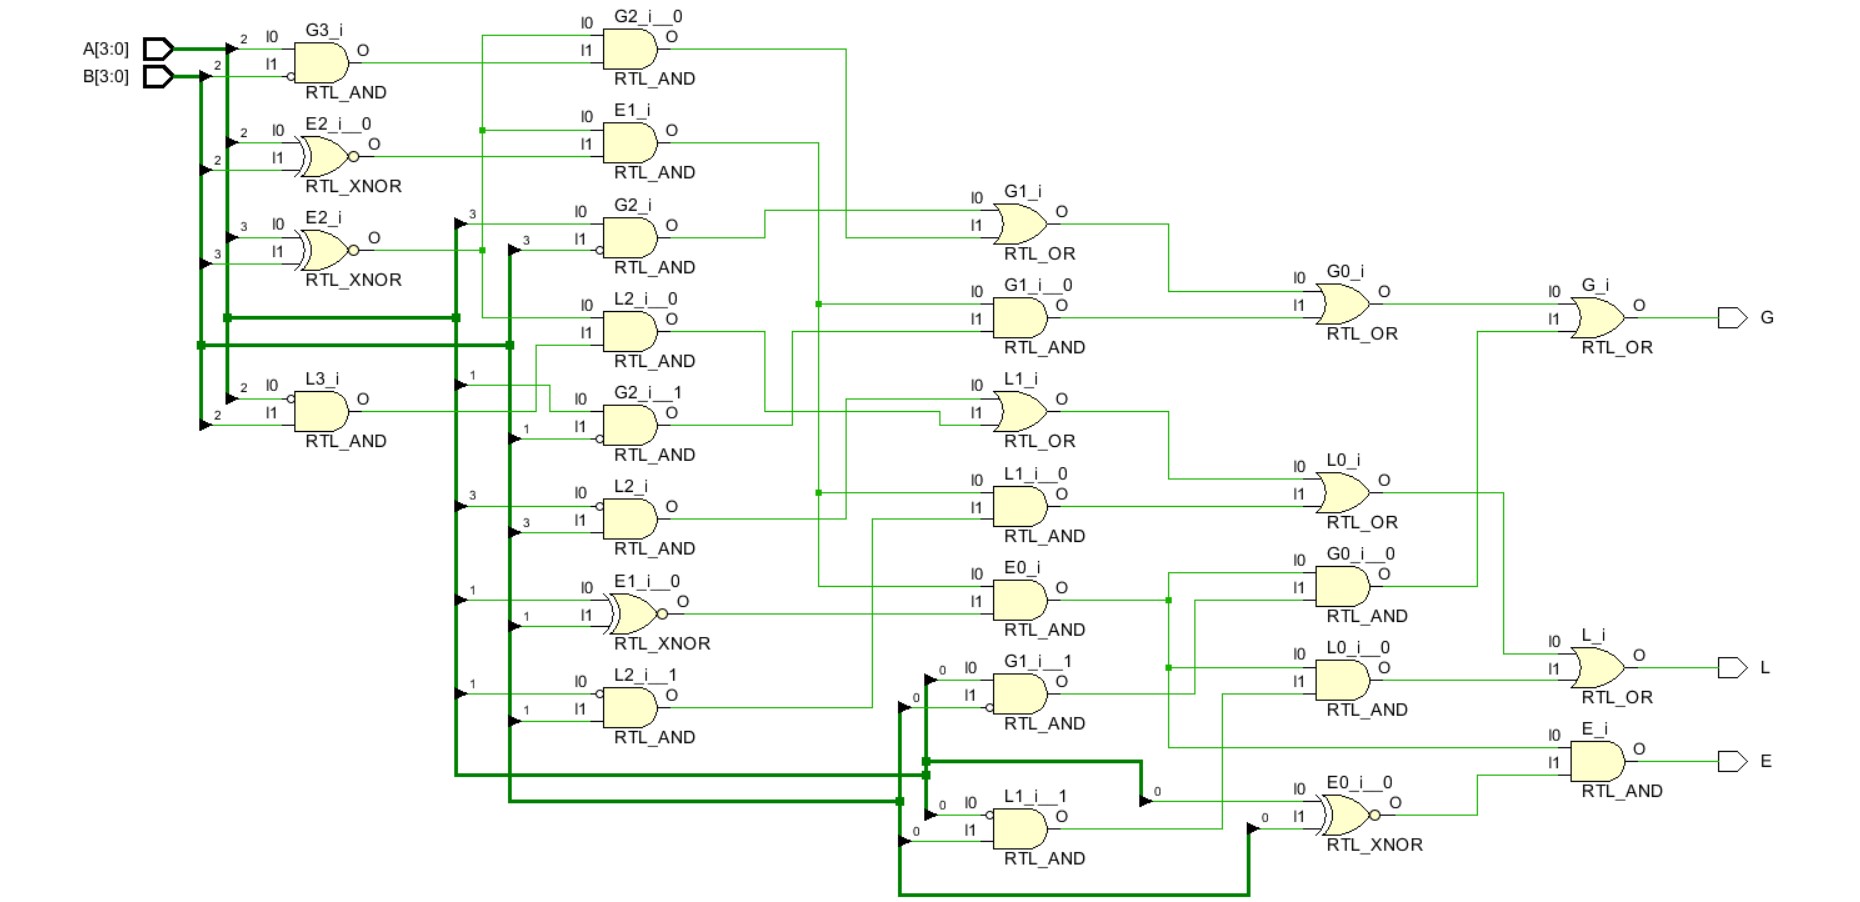 A[3:0]
B[3:0]
2 I0 G3_i O
2 I1
RTL_AND
2 I0 E2_i__0 O
2 I1
RTL_XNOR
3 I0 E2_i O
3 I1
RTL_XNOR
2 I0 L3_i O
2 I1
RTL_AND
I0 G2_i__0 O
I1
RTL_AND
I0 E1_i O
I1
RTL_AND
3 I0 G2_i O
3 I1
RTL_AND
I0 L2_i__0 O
I1
RTL_AND
1 I0 G2_i__1 O
1 I1
RTL_AND
3 I0 L2_i O
3 I1
RTL_AND
1 I0 E1_i__0 O
1 I1
RTL_XNOR
1 I0 L2_i__1 O
1 I1
RTL_AND
I0 G1_i O
I1
RTL_OR
I0 G1_i__0 O
I1
RTL_AND
I0 L1_i O
I1
RTL_OR
I0 L1_i__0 O
I1
RTL_AND
I0 E0_i O
I1
RTL_AND
0 I0 G1_i__1 O
0 I1
RTL_AND
0 I0 L1_i__1 O
0 I1
RTL_AND
I0 G0_i O
I1
RTL_OR
I0 L0_i O
I1
RTL_OR
I0 G0_i__0 O
I1
RTL_AND
I0 L0_i__0 O
I1
RTL_AND
0 I0 E0_i__0 O
0 I1
RTL_XNOR
I0 G_i O
I1
RTL_OR
G
I0 L_i O
I1
RTL_OR
L
I0 E_i O
I1
RTL_AND
E